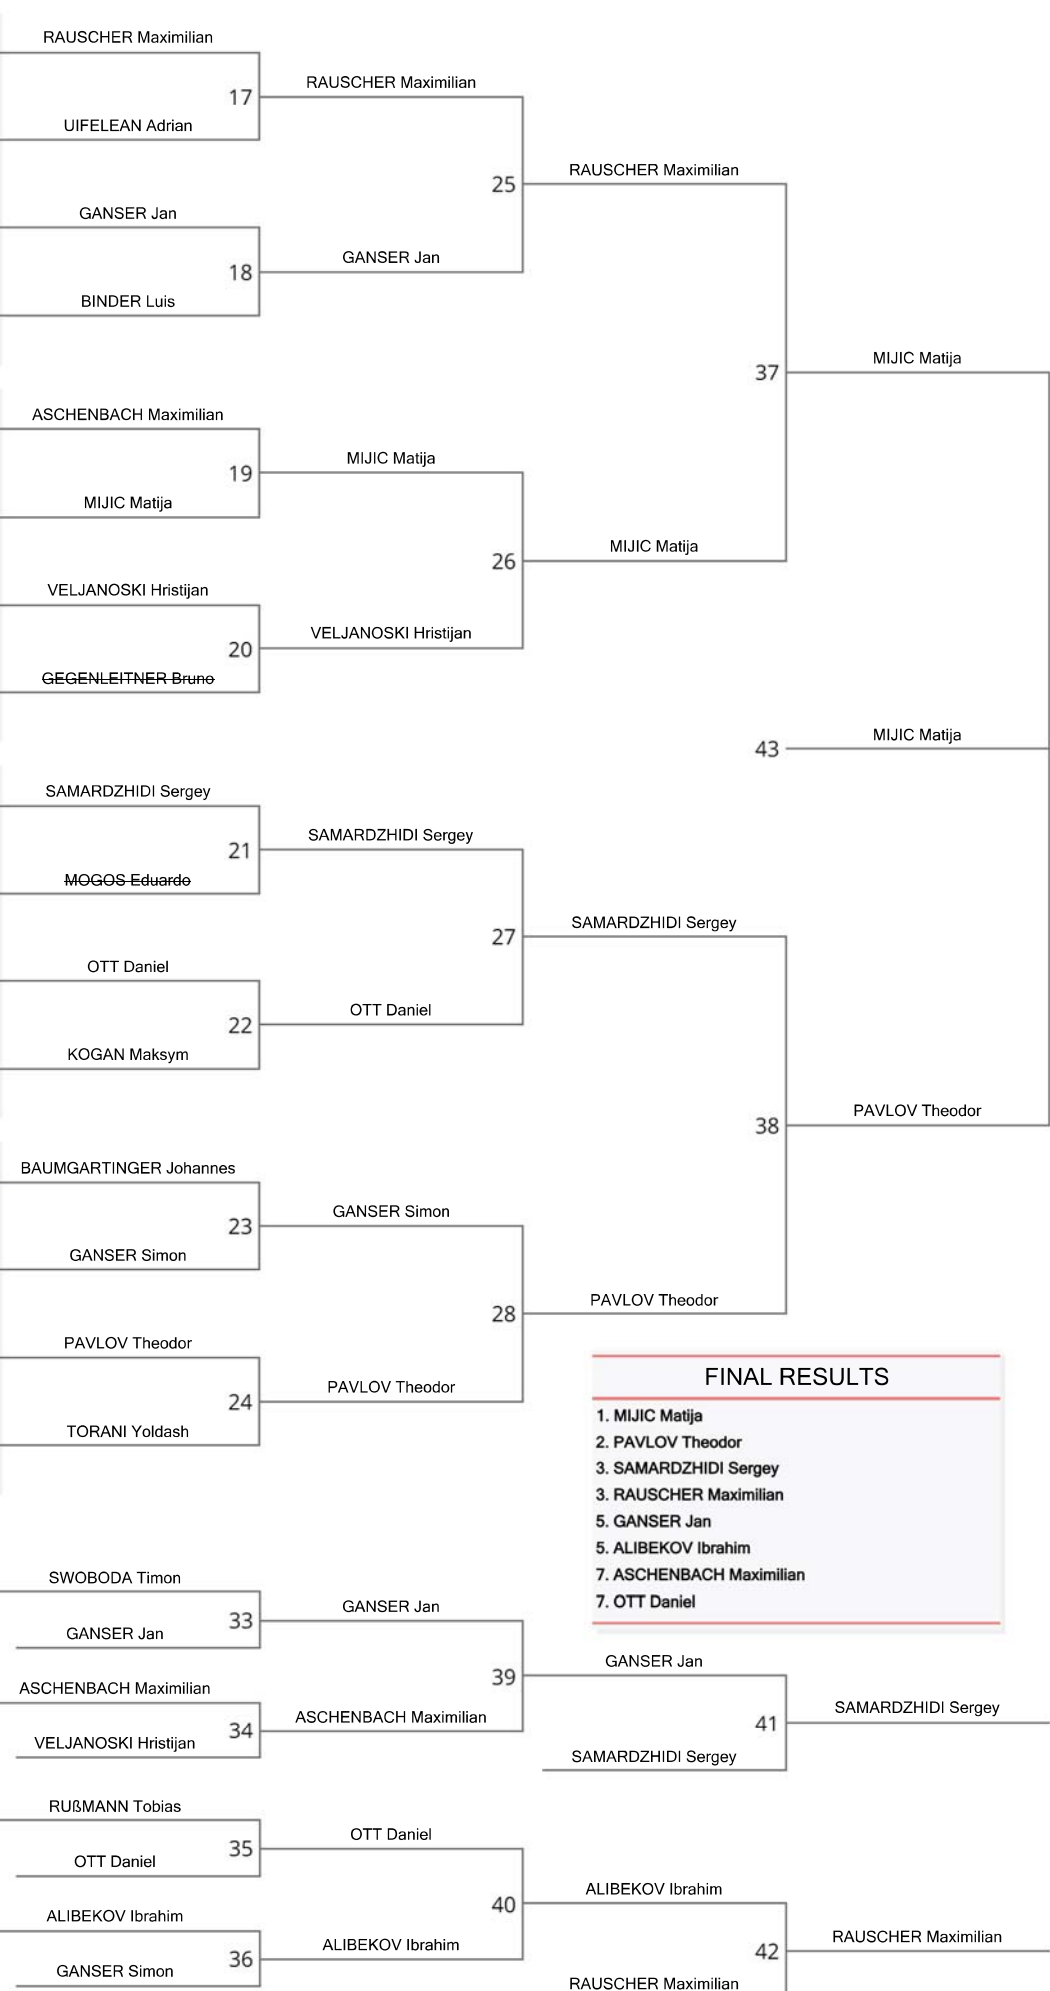 RAUSCHER Maximilian
RAUSCHER Maximilian
17
UIFELEAN Adrian
RAUSCHER Maximilian
25
GANSER Jan
GANSER Jan
18
BINDER Luis
MIJIC Matija
37
ASCHENBACH Maximilian
MIJIC Matija
19
MIJIC Matija
MIJIC Matija
26
VELJANOSKI Hristijan
VELJANOSKI Hristijan
20
GEGENLEITNER Bruno
MIJIC Matija
43
SAMARDZHIDI Sergey
SAMARDZHIDI Sergey
21
MOGOS Eduardo
SAMARDZHIDI Sergey
27
OTT Daniel
OTT Daniel
22
KOGAN Maksym
PAVLOV Theodor
38
BAUMGARTINGER Johannes
GANSER Simon
23
GANSER Simon
PAVLOV Theodor
28
PAVLOV Theodor
PAVLOV Theodor
24
TORANI Yoldash
FINAL RESULTS
1. MIJIC Matija
2. PAVLOV Theodor
3. SAMARDZHIDI Sergey
3. RAUSCHER Maximilian
5. GANSER Jan
5. ALIBEKOV Ibrahim
7. ASCHENBACH Maximilian
7. OTT Daniel
SWOBODA Timon
GANSER Jan
33
GANSER Jan
GANSER Jan
39
ASCHENBACH Maximilian
ASCHENBACH Maximilian
34
VELJANOSKI Hristijan
SAMARDZHIDI Sergey
41
SAMARDZHIDI Sergey
RUßMANN Tobias
OTT Daniel
35
OTT Daniel
ALIBEKOV Ibrahim
40
ALIBEKOV Ibrahim
ALIBEKOV Ibrahim
36
GANSER Simon
RAUSCHER Maximilian
42
RAUSCHER Maximilian